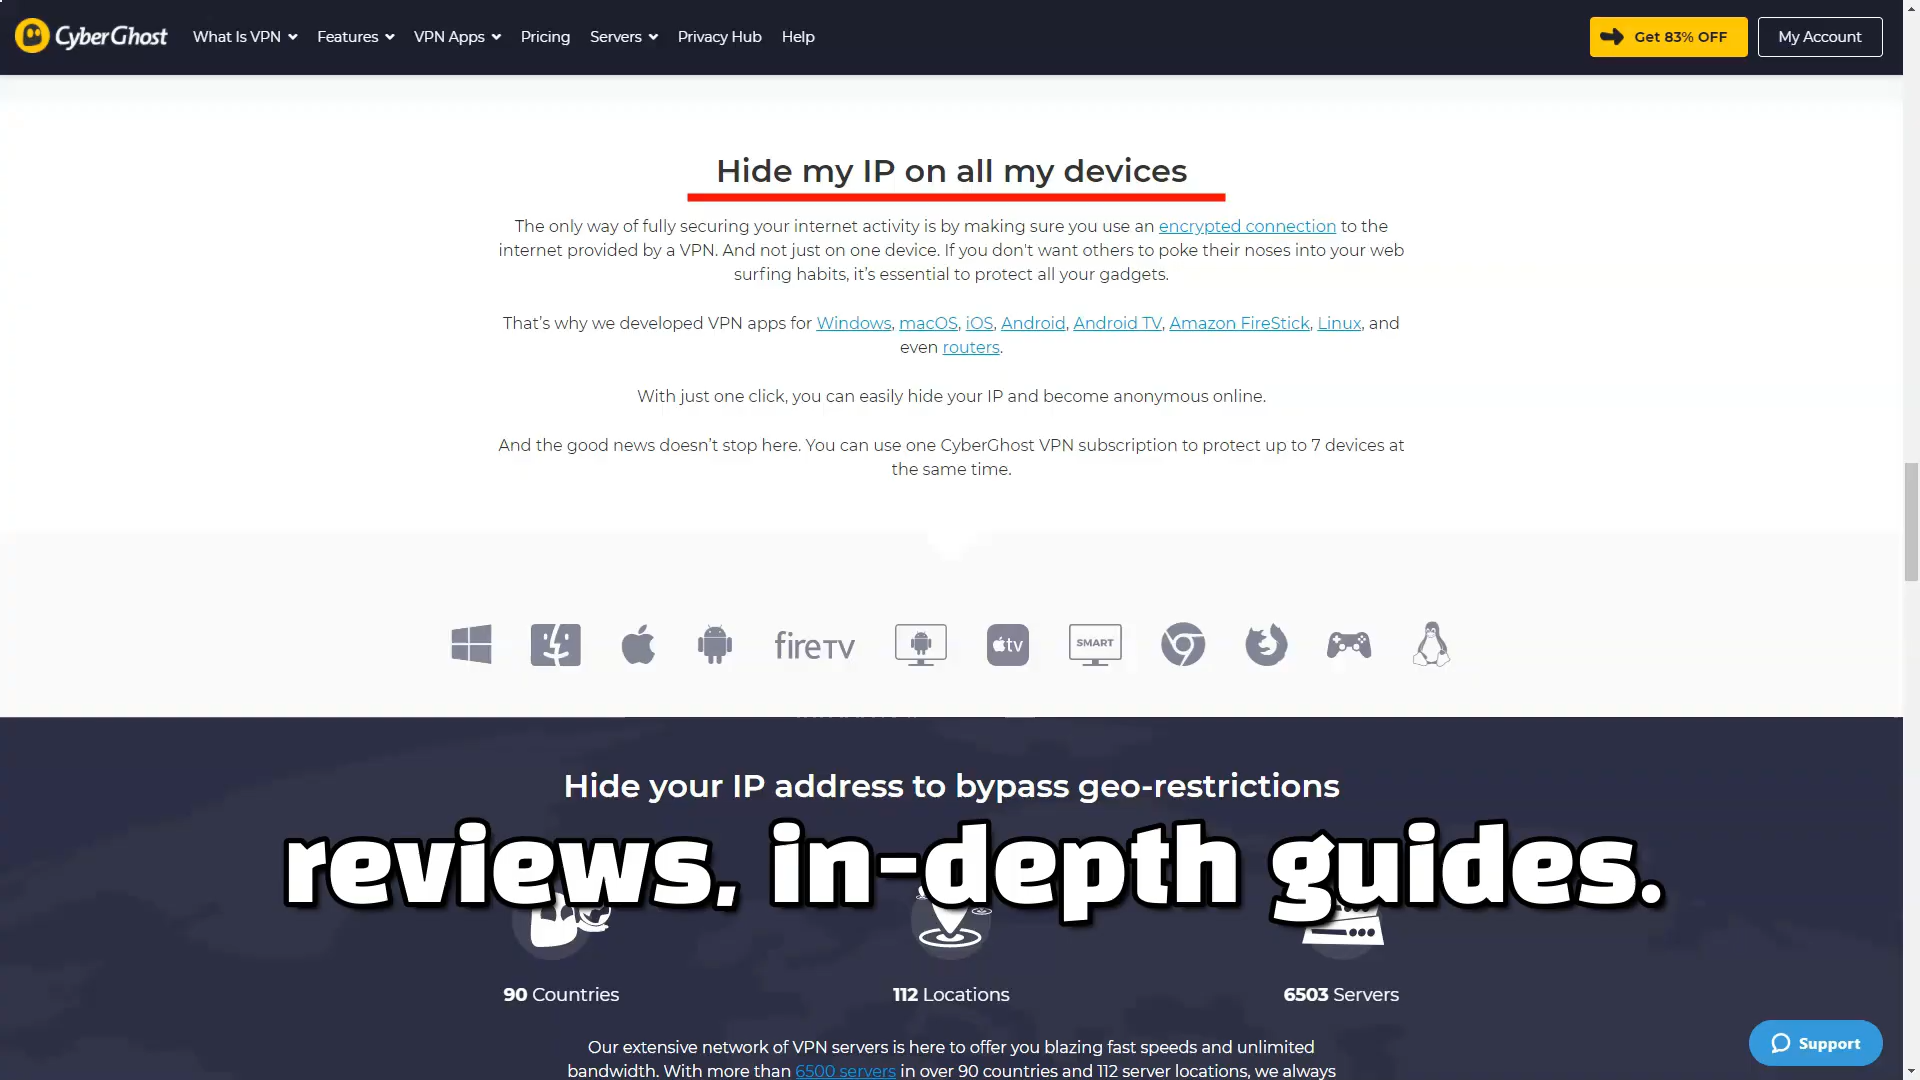 CyberGhost What Is VPN Features VPN Apps Pricing Servers Privacy Hub Help Get 83% OFF My Account
Hide my IP on all my devices
The only way of fully securing your internet activity is by making sure you use an encrypted connection to the
internet provided by a VPN. And not just on one device. If you don't want others to poke their noses into your web
surfing habits, it's essential to protect all your gadgets.
That's why we developed VPN apps for Windows, macOS, iOS, Android, Android TV, Amazon FireStick, Linux, and
even routers.
With just one click, you can easily hide your IP and become anonymous online.
And the good news doesn't stop here. You can use one CyberGhost VPN subscription to protect up to 7 devices at
the same time.
fireTV tv SMART
Hide your IP address to bypass geo-restrictions
reviews, in-depth guides.
90 Countries 112 Locations 6503 Servers
Our extensive network of VPN servers is here to offer you blazing fast speeds and unlimited
bandwidth. With more than 6500 servers in over 90 countries and 112 server locations, we always
Support